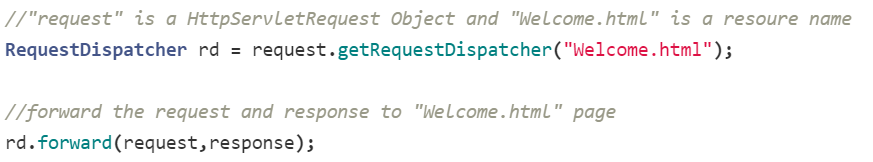 //"request" is a HttpServletRequest Object and "Welcome.html" is a resoure name
RequestDispatcher rd = request.getRequestDispatcher("Welcome.html");
//forward the request and response to "Welcome.html" page
rd.forward(request,response);